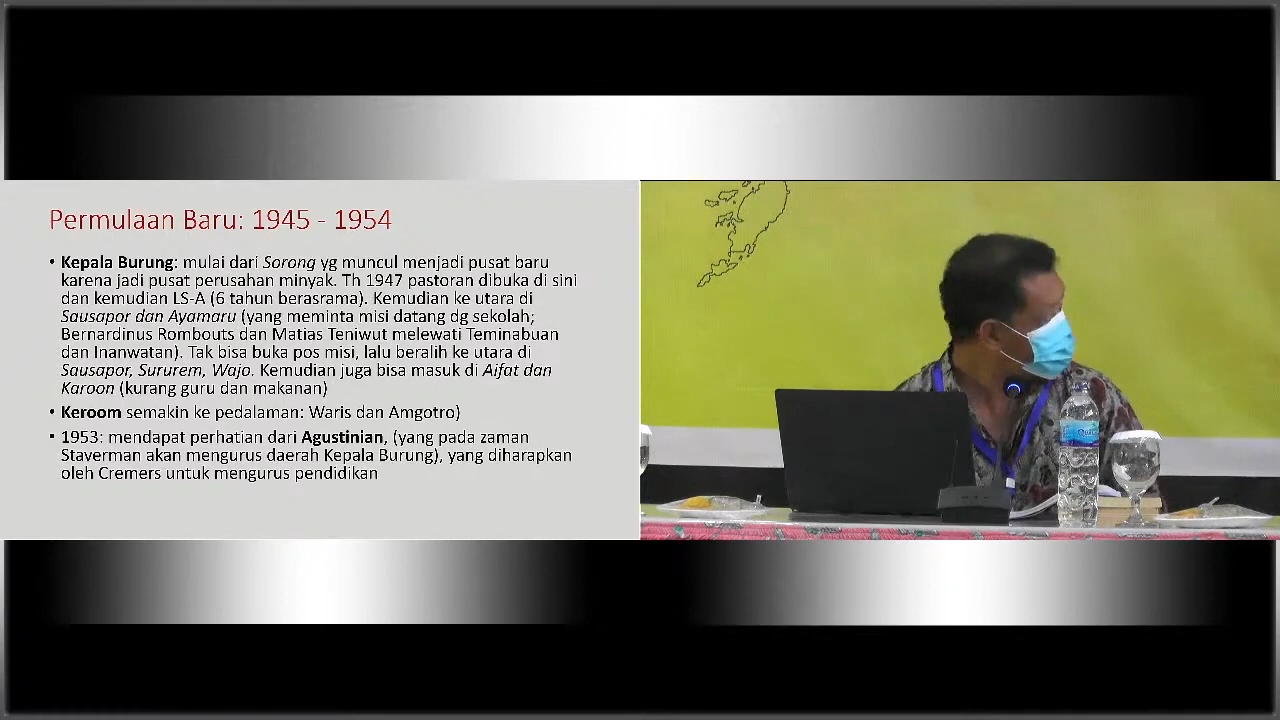 Permulaan Baru: 1945 - 1954
• Kepala Burung: mulai dari Sorong yg muncul menjadi pusat baru
karena jadi pusat perusahan minyak. Th 1947 pastoran dibuka di sini
dan kemudian LS-A (6 tahun berasrama). Kemudian ke utara di
Sausapor dan Ayamaru (yang meminta misi datang dg sekolah;
Bernardinus Rombouts dan Matias Teniwut melewati Teminabuan
dan Inanwatan). Tak bisa buka pos misi, lalu beralih ke utara di
Sausapor, Sururem, Wajo. Kemudian juga bisa masuk di Aifat dan
Karoon (kurang guru dan makanan)
• Keroom semakin ke pedalaman: Waris dan Amgotro)
• 1953: mendapat perhatian dari Agustinian, (yang pada zaman
Staverman akan mengurus daerah Kepala Burung), yang diharapkan
oleh Cremers untuk mengurus pendidikan